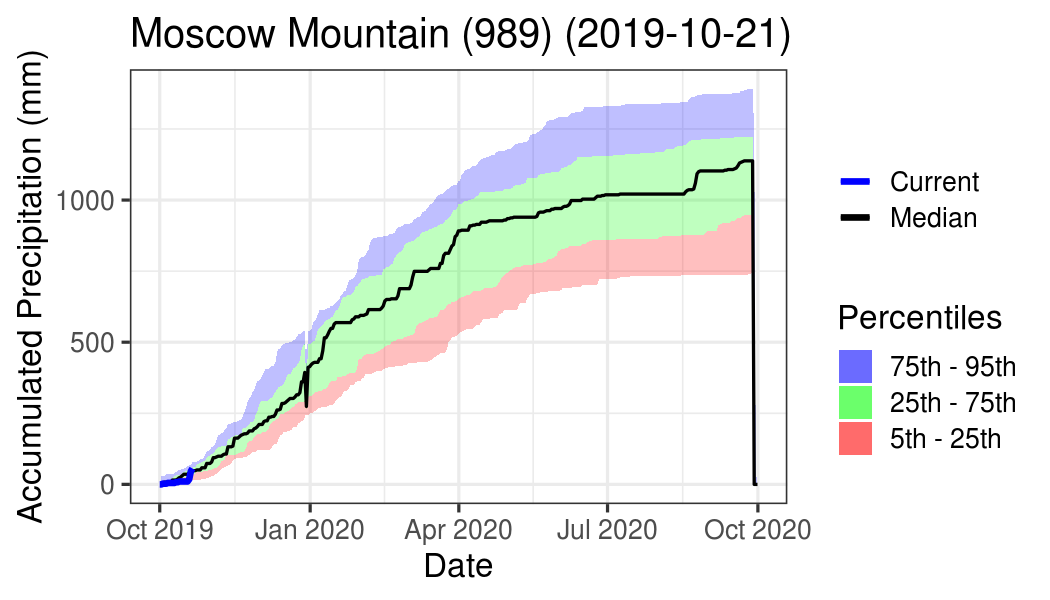 Moscow Mountain (989) (2019-10-21)
Accumulated Precipitation (mm)
1000
500
0
Oct 2019
Jan 2020
Apr 2020
Jul 2020
Oct 2020
Date
Current
Median
Percentiles
75th - 95th
25th - 75th
5th - 25th